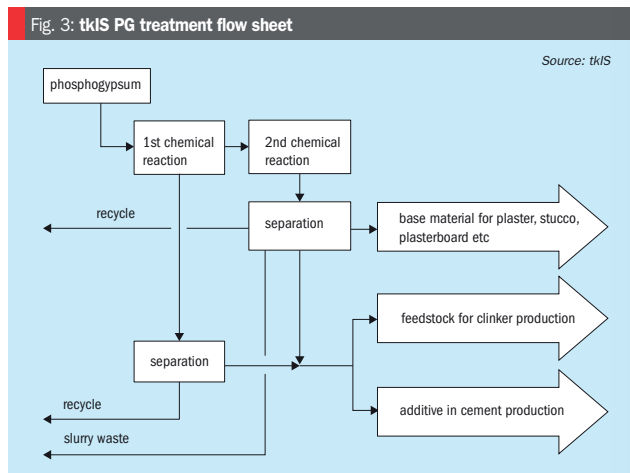 Fig. 3: tkIS PG treatment flow sheet
Source: tkIS
phosphogypsum
1st chemical
reaction
2nd chemical
reaction
recycle
separation
base material for plaster, stucco,
plasterboard etc
feedstock for clinker production
separation
additive in cement production
recycle
slurry waste